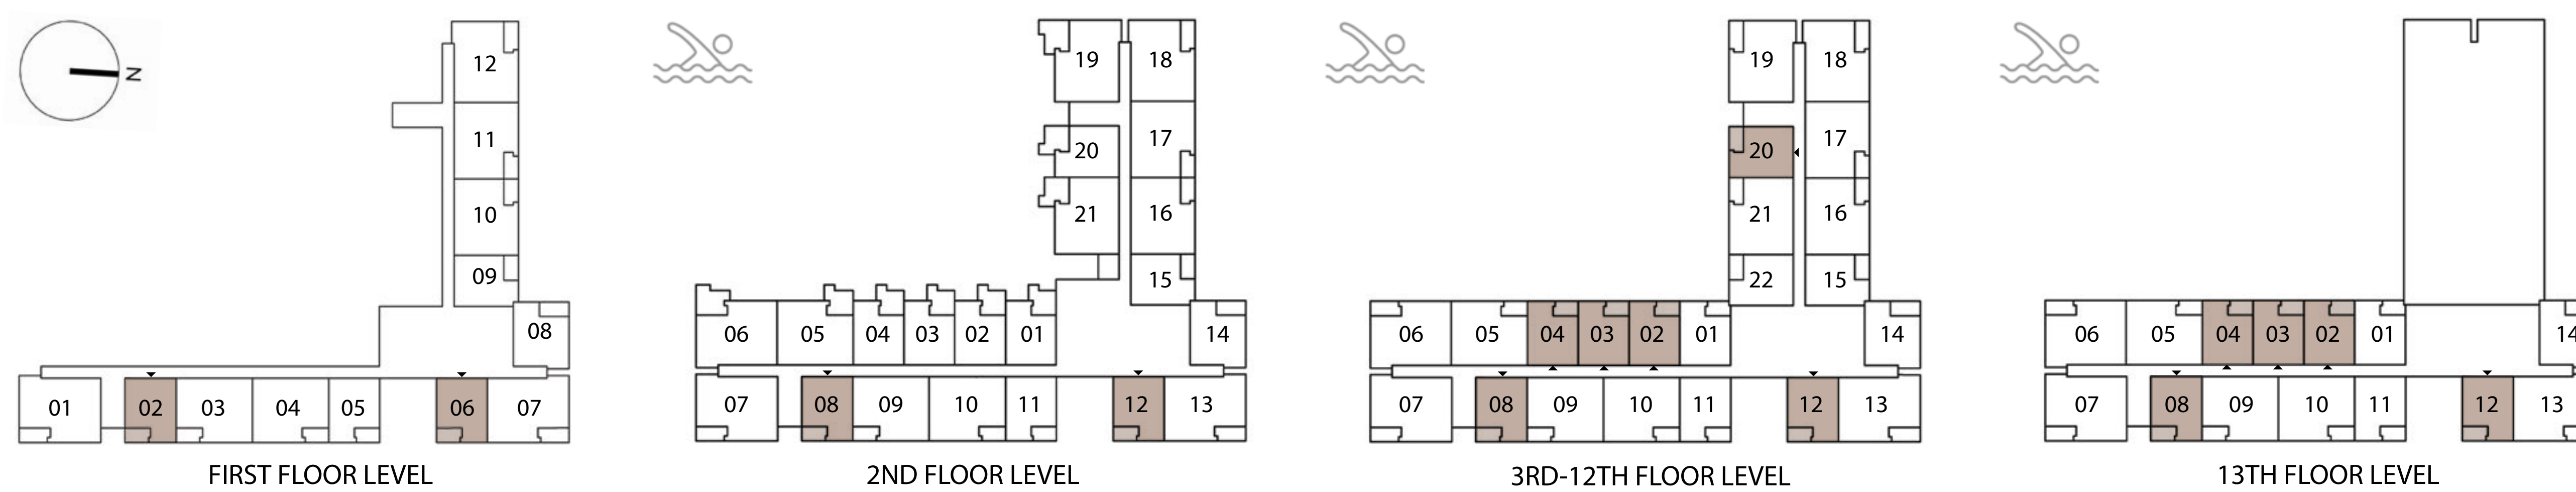 N
12
11
10
09
08
01 02 03 04 05 06 07
FIRST FLOOR LEVEL
19 18
17
20
21 16
15
06 05 04 03 02 01 14
07 08 09 10 11 12 13
2ND FLOOR LEVEL
19 18
17
20
21 16
22 15
06 05 04 03 02 01 14
07 08 09 10 11 12 13
3RD-12TH FLOOR LEVEL
06 05 04 03 02 01 14
07 08 09 10 11 12 13
13TH FLOOR LEVEL